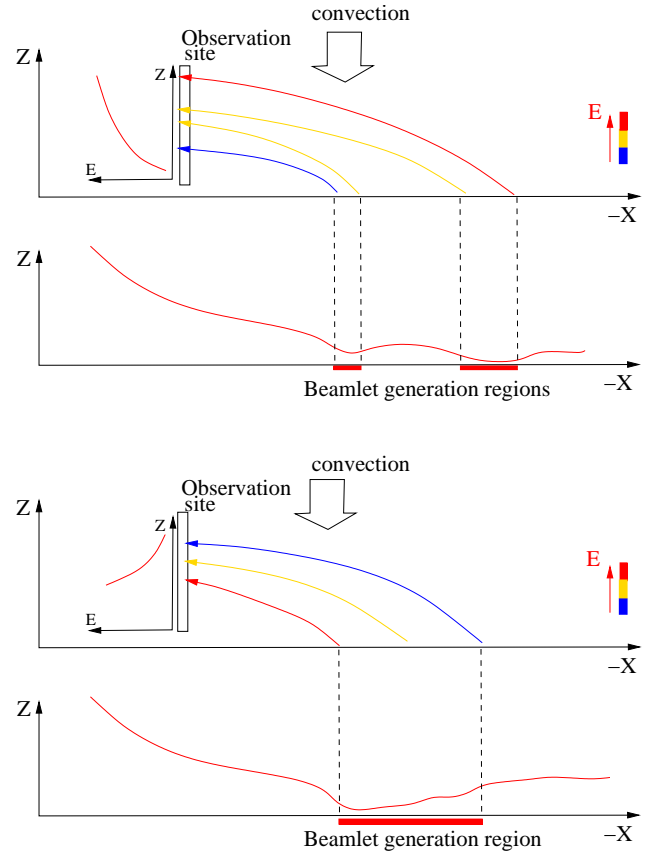 convection
Observation
site
Z
Z
E
E
–X
Z
Beamlet generation regions
–X
convection
Observation
site
Z
Z
E
E
–X
Z
Beamlet generation region
–X